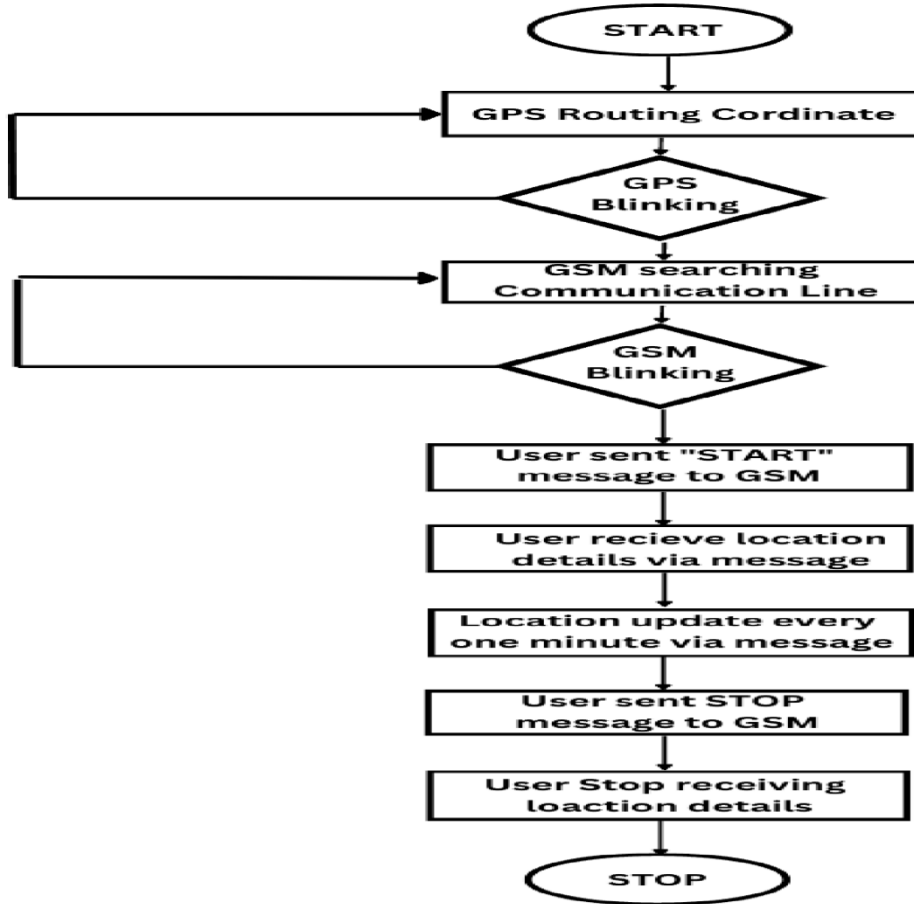 START
GPS Routing Cordinate
GPS
Blinking
GSM searching
Communication Line
GSM
Blinking
User sent "START"
message to GSM
User recieve location
details via message
Location update every
one minute via message
User sent STOP
message to GSM
User Stop receiving
loaction details
STOP